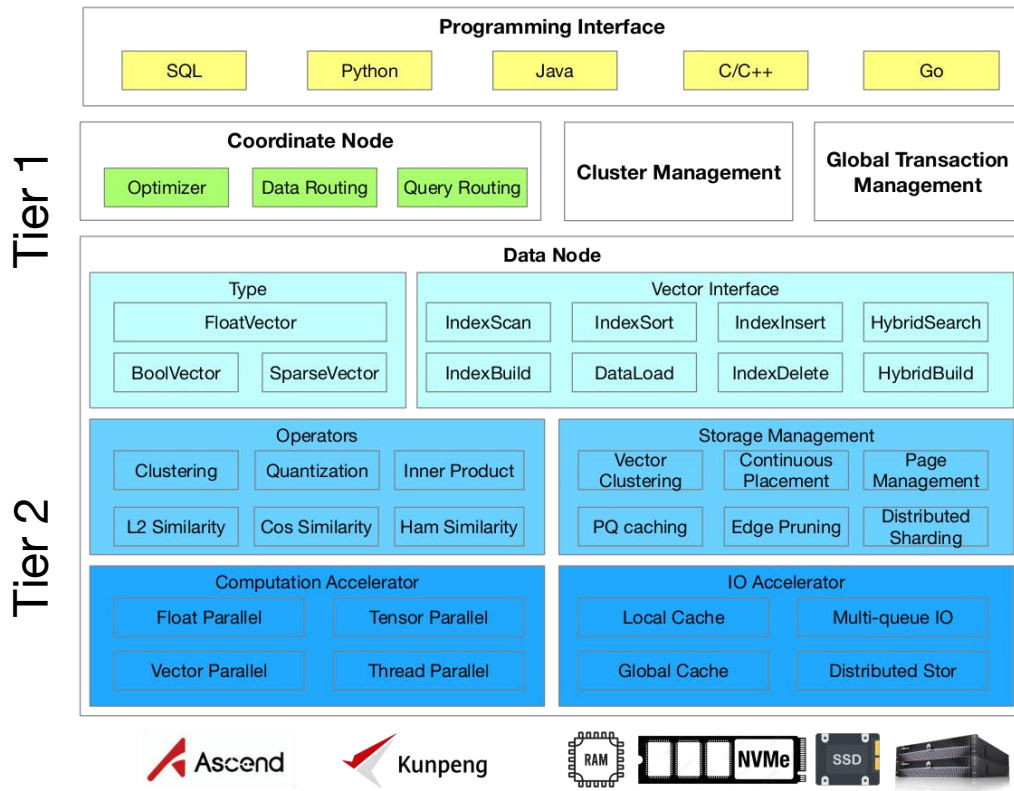 Programming Interface
SQL
Python
Java
C/C++
Go
Tier 1
Coordinate Node
Optimizer
Data Routing
Query Routing
Cluster Management
Global Transaction
Management
Data Node
Type
FloatVector
BoolVector
SparseVector
Vector Interface
IndexScan
IndexSort
IndexInsert
HybridSearch
IndexBuild
DataLoad
IndexDelete
HybridBuild
Tier 2
Operators
Clustering
Quantization
Inner Product
L2 Similarity
Cos Similarity
Ham Similarity
Storage Management
Vector
Clustering
Continuous
Placement
Page
Management
PQ caching
Edge Pruning
Distributed
Sharding
Computation Accelerator
Float Parallel
Tensor Parallel
Vector Parallel
Thread Parallel
IO Accelerator
Local Cache
Multi-queue IO
Global Cache
Distributed Stor
Ascend
Kunpeng
RAM
NVMe
SSD